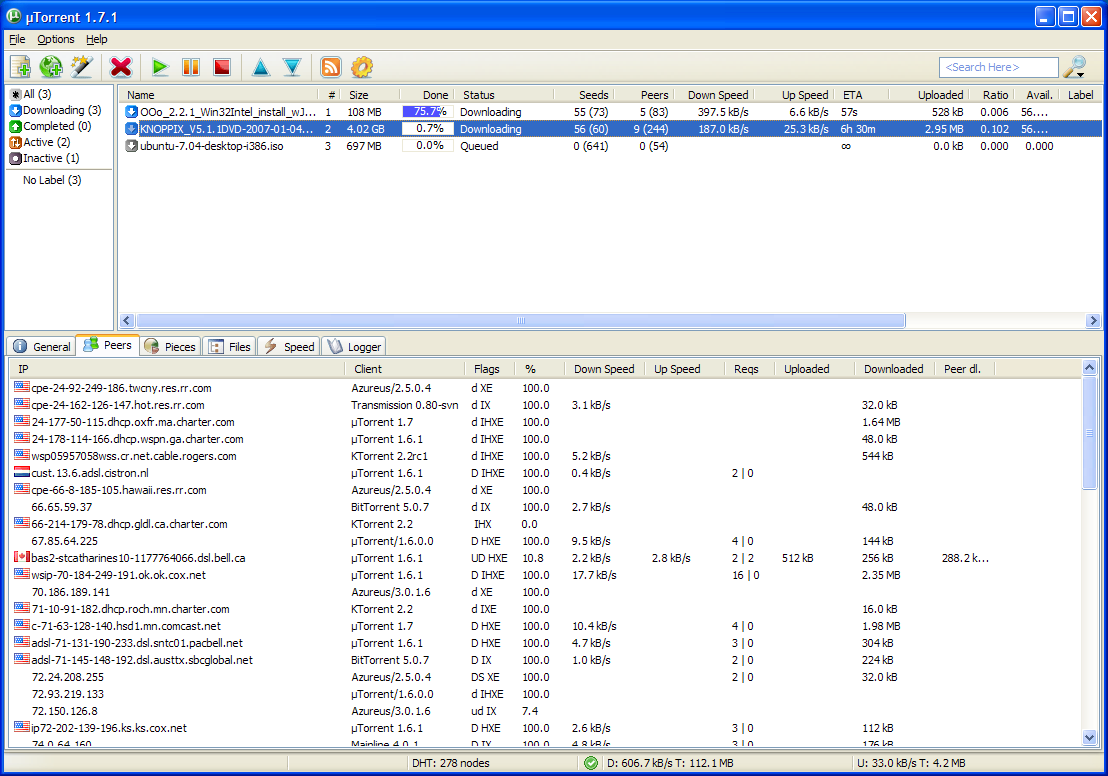 µTorrent 1.7.1
File Options Help
<Search Here>
All (3)
Downloading (3)
Completed (0)
Active (2)
Inactive (1)
No Label (3)
Name # Size Done Status Seeds Peers Down Speed Up Speed ETA Uploaded Ratio Avail. Label
OOo_2.2.1_Win32Intel_install_wJ... 1 108 MB 75.7% Downloading 55 (73) 5 (83) 397.5 kB/s 6.6 kB/s 57s 528 kB 0.006 56....
KNOPPIX_V5.1.1DVD-2007-01-04... 2 4.02 GB 0.7% Downloading 56 (60) 9 (244) 187.0 kB/s 25.3 kB/s 6h 30m 2.95 MB 0.102 56....
ubuntu-7.04-desktop-i386.iso 3 697 MB 0.0% Queued 0 (641) 0 (54) ∞ 0.0 kB 0.000 0.000
General Peers Pieces Files Speed Logger
IP Client Flags % Down Speed Up Speed Reqs Uploaded Downloaded Peer dl.
cpe-24-92-249-186.twcny.res.rr.com Azureus/2.5.0.4 d XE 100.0
cpe-24-162-126-147.hot.res.rr.com Transmission 0.80-svn d IX 100.0 3.1 kB/s 32.0 kB
24-177-50-115.dhcp.oxfr.ma.charter.com µTorrent 1.7 d IHXE 100.0 1.64 MB
24-178-114-166.dhcp.wspn.ga.charter.com µTorrent 1.6.1 d IHXE 100.0 48.0 kB
wsp05957058wss.cr.net.cable.rogers.com KTorrent 2.2rc1 d IHXE 100.0 5.2 kB/s 544 kB
cust.13.6.adsl.cistron.nl µTorrent 1.6.1 D IHXE 100.0 0.4 kB/s 2 | 0
cpe-66-8-185-105.hawaii.res.rr.com Azureus/2.5.0.4 d XE 100.0
66.65.59.37 BitTorrent 5.0.7 d IX 100.0 2.7 kB/s 48.0 kB
66-214-179-78.dhcp.gldl.ca.charter.com KTorrent 2.2 IHX 0.0
67.85.64.225 µTorrent/1.6.0.0 D HXE 100.0 9.5 kB/s 4 | 0 144 kB
bas2-stcatharines10-1177764066.dsl.bell.ca µTorrent 1.6.1 UD HXE 10.8 2.2 kB/s 2.8 kB/s 2 | 2 512 kB 256 kB 288.2 k...
wsip-70-184-249-191.ok.ok.cox.net µTorrent 1.6.1 D IHXE 100.0 17.7 kB/s 16 | 0 2.35 MB
70.186.189.141 Azureus/3.0.1.6 d XE 100.0
71-10-91-182.dhcp.roch.mn.charter.com KTorrent 2.2 d IXE 100.0 16.0 kB
c-71-63-128-140.hsd1.mn.comcast.net µTorrent 1.7 D HXE 100.0 10.4 kB/s 4 | 0 1.98 MB
adsl-71-131-190-233.dsl.sntc01.pacbell.net µTorrent 1.6.1 D HXE 100.0 4.7 kB/s 3 | 0 304 kB
adsl-71-145-148-192.dsl.austtx.sbcglobal.net BitTorrent 5.0.7 D IX 100.0 1.0 kB/s 2 | 0 224 kB
72.24.208.255 Azureus/2.5.0.4 DS XE 100.0 2 | 0 32.0 kB
72.93.219.133 µTorrent/1.6.0.0 d IHXE 100.0
72.150.126.8 Azureus/3.0.1.6 ud IX 7.4
ip72-202-139-196.ks.ks.cox.net µTorrent 1.6.1 D HXE 100.0 2.6 kB/s 3 | 0 112 kB
74.0.64.160 Mainline 4.0.1 D IX 100.0 4.8 kB/s 3 | 0 176 kB
DHT: 278 nodes D: 606.7 kB/s T: 112.1 MB U: 33.0 kB/s T: 4.2 MB